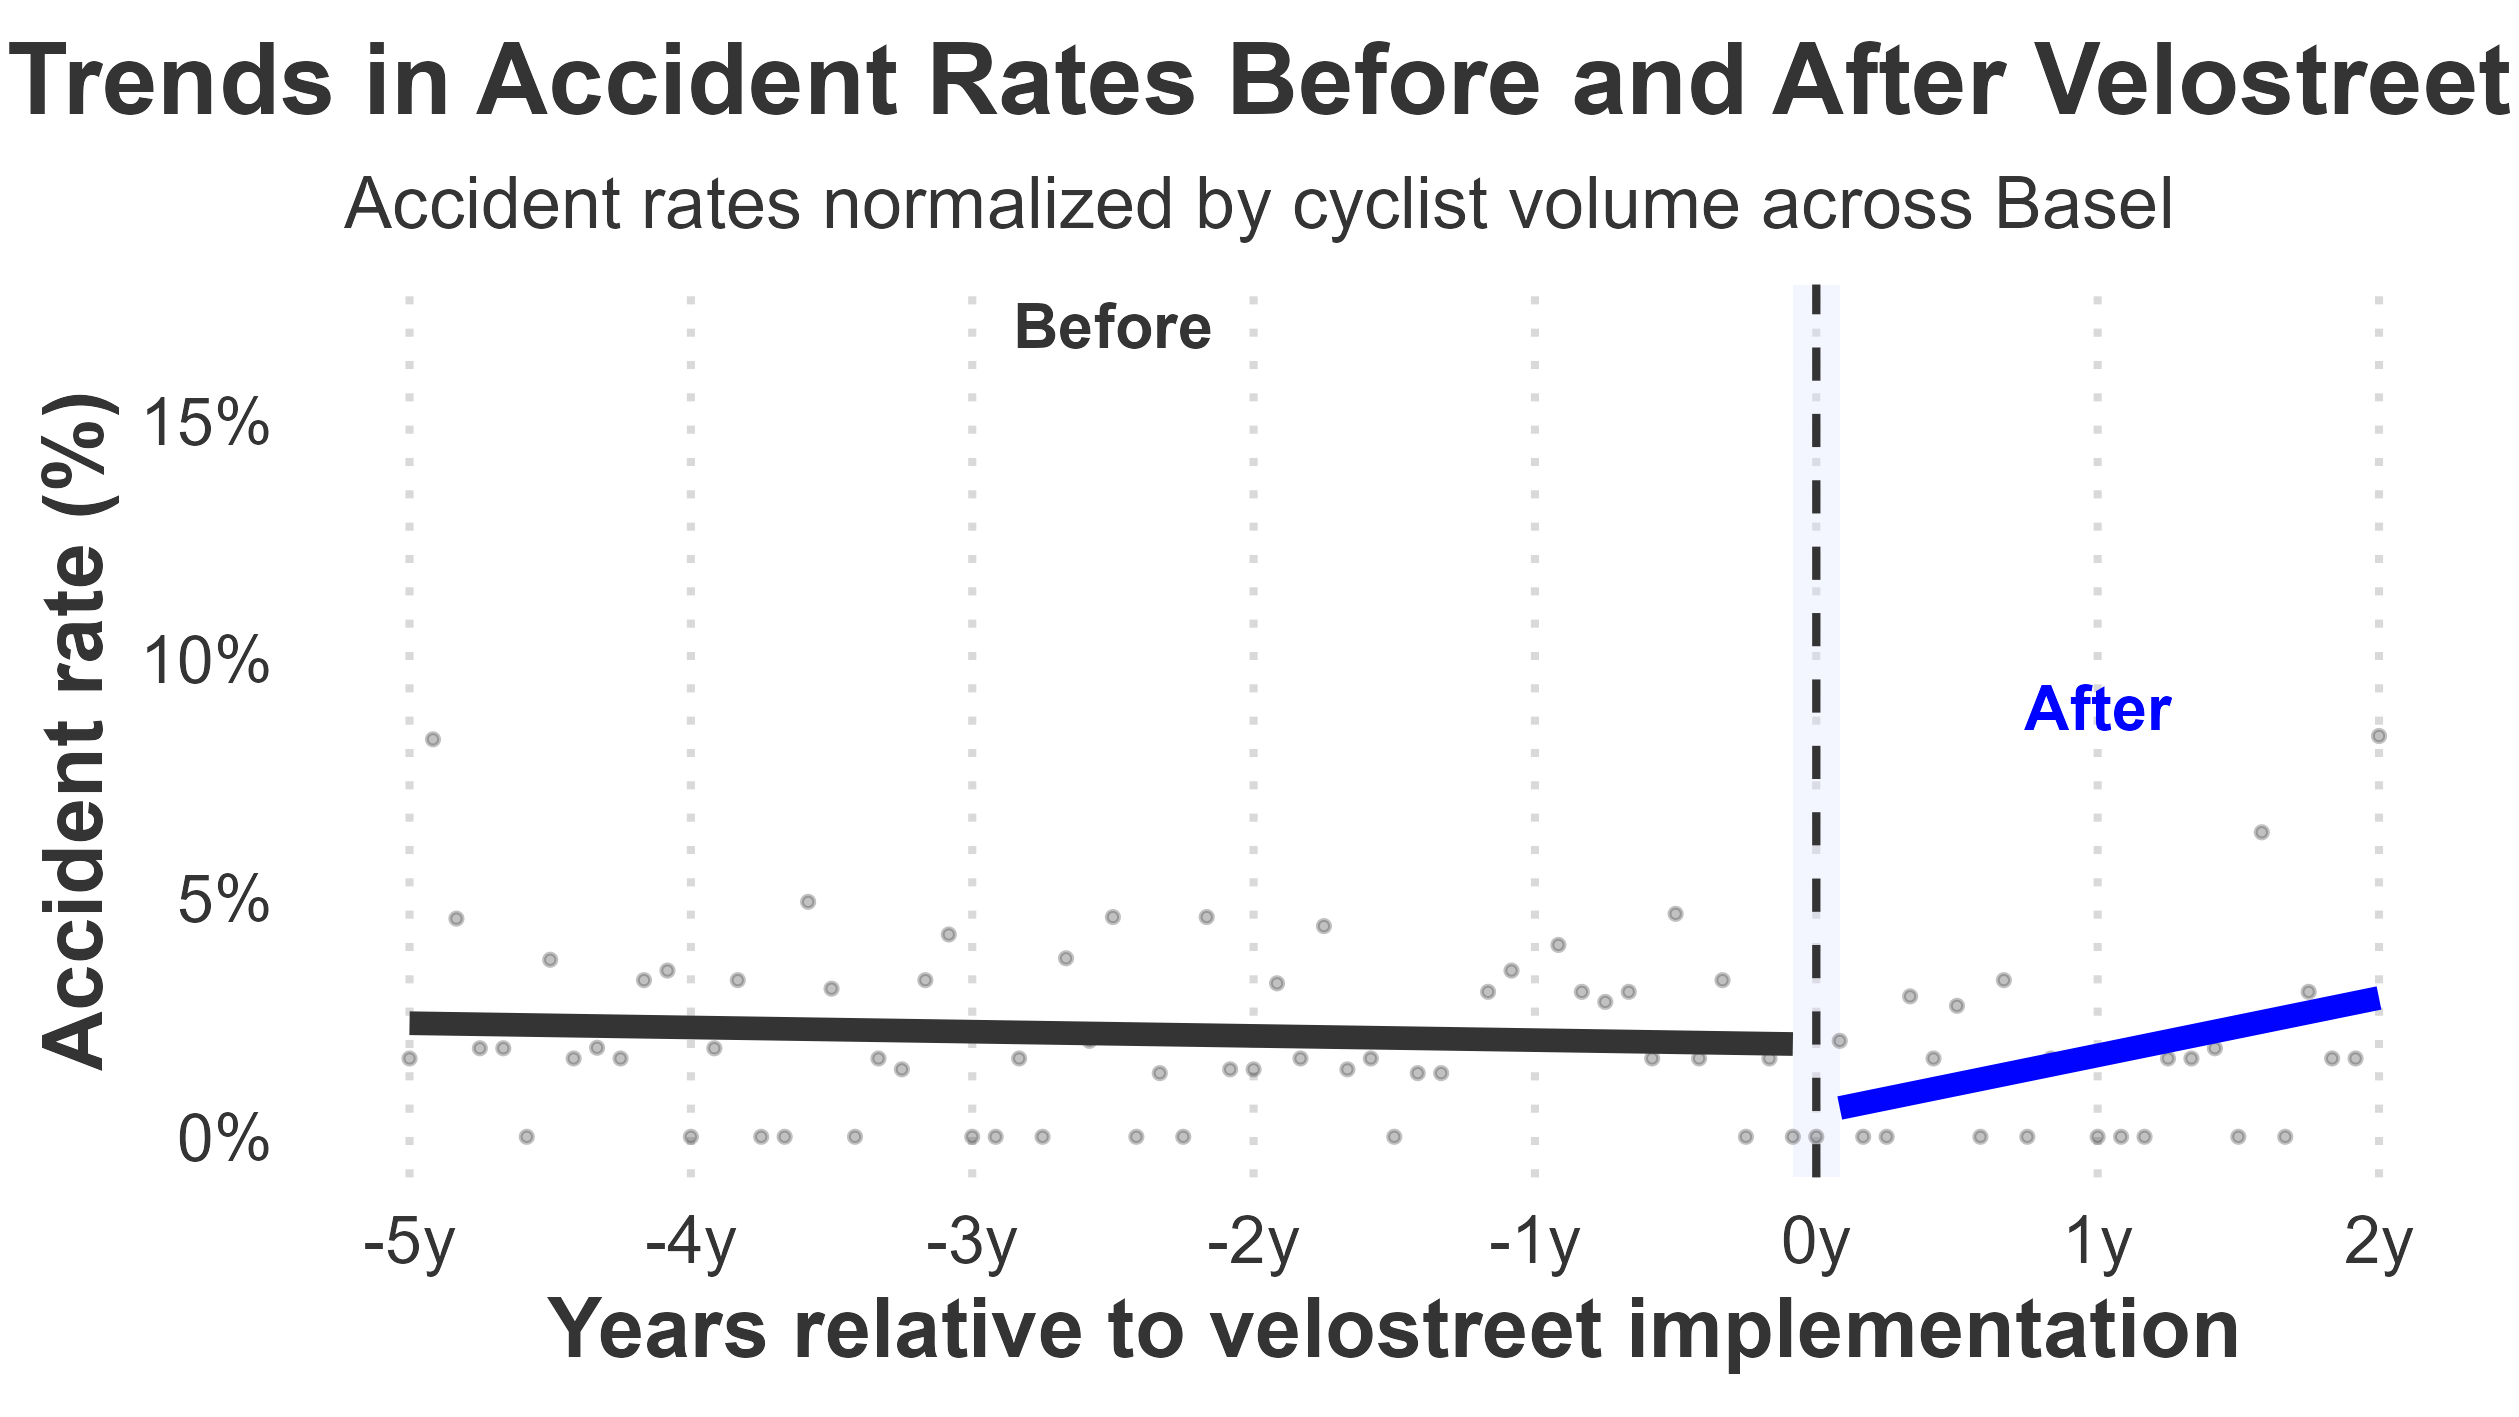 Trends in Accident Rates Before and After Velostreet
Accident rates normalized by cyclist volume across Basel
Before
After
Accident rate (%)
15%
10%
5%
0%
-5y -4y -3y -2y -1y 0y 1y 2y
Years relative to velostreet implementation